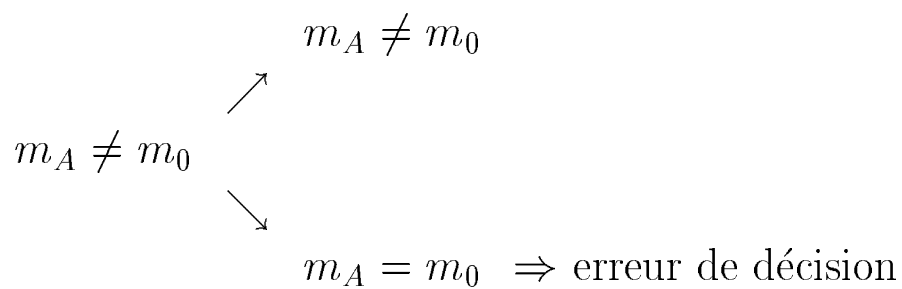 m_A ≠ m_0
↗
m_A ≠ m_0
↘
m_A = m_0 ⇒ erreur de décision